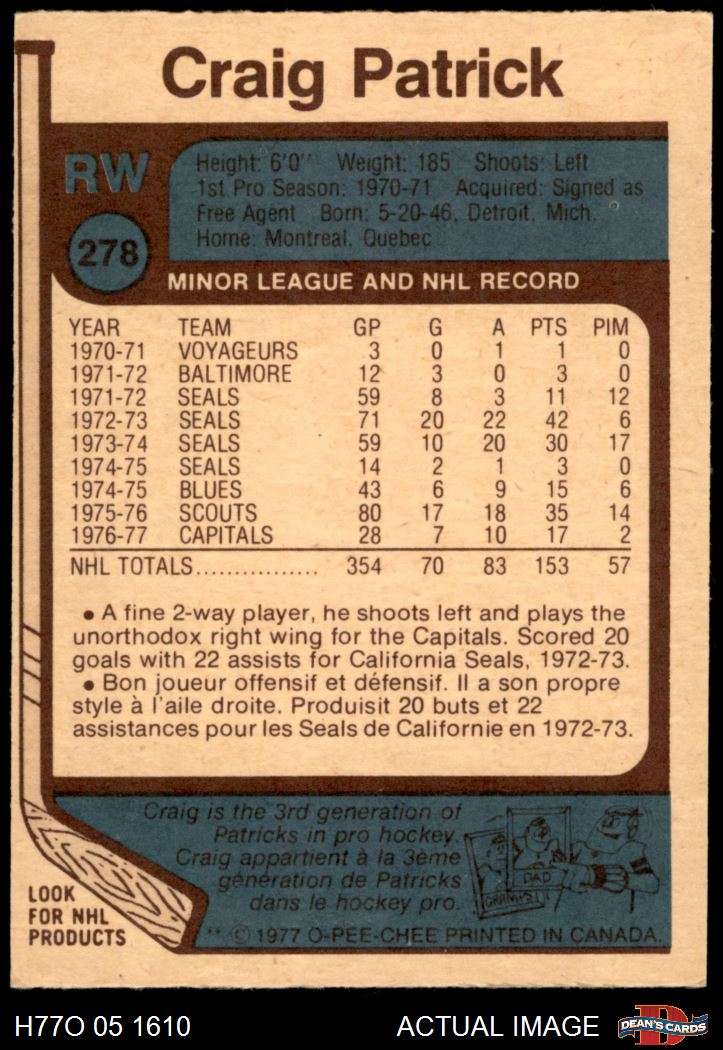 Craig Patrick
RW
278
Height: 6'0" Weight: 185 Shoots: Left
1st Pro Season: 1970-71 Acquired: Signed as
Free Agent Born: 5-20-46, Detroit, Mich.
Home: Montreal, Quebec
MINOR LEAGUE AND NHL RECORD
YEAR TEAM GP G A PTS PIM
1970-71 VOYAGEURS 3 0 1 1 0
1971-72 BALTIMORE 12 3 0 3 0
1971-72 SEALS 59 8 3 11 12
1972-73 SEALS 71 20 22 42 6
1973-74 SEALS 59 10 20 30 17
1974-75 SEALS 14 2 1 3 0
1974-75 BLUES 43 6 9 15 6
1975-76 SCOUTS 80 17 18 35 14
1976-77 CAPITALS 28 7 10 17 2
NHL TOTALS................ 354 70 83 153 57
• A fine 2-way player, he shoots left and plays the
unorthodox right wing for the Capitals. Scored 20
goals with 22 assists for California Seals, 1972-73.
• Bon joueur offensif et défensif. Il a son propre
style à l'aile droite. Produisit 20 buts et 22
assistances pour les Seals de Californie en 1972-73.
Craig is the 3rd generation of
Patricks in pro hockey.
Craig appartient à la 3ème
génération de Patricks
dans le hockey pro.
DAD
GRAMPS!
LOOK
FOR NHL
PRODUCTS
** © 1977 O-PEE-CHEE PRINTED IN CANADA.
H77O 05 1610
ACTUAL IMAGE
D
DEAN'S CARDS